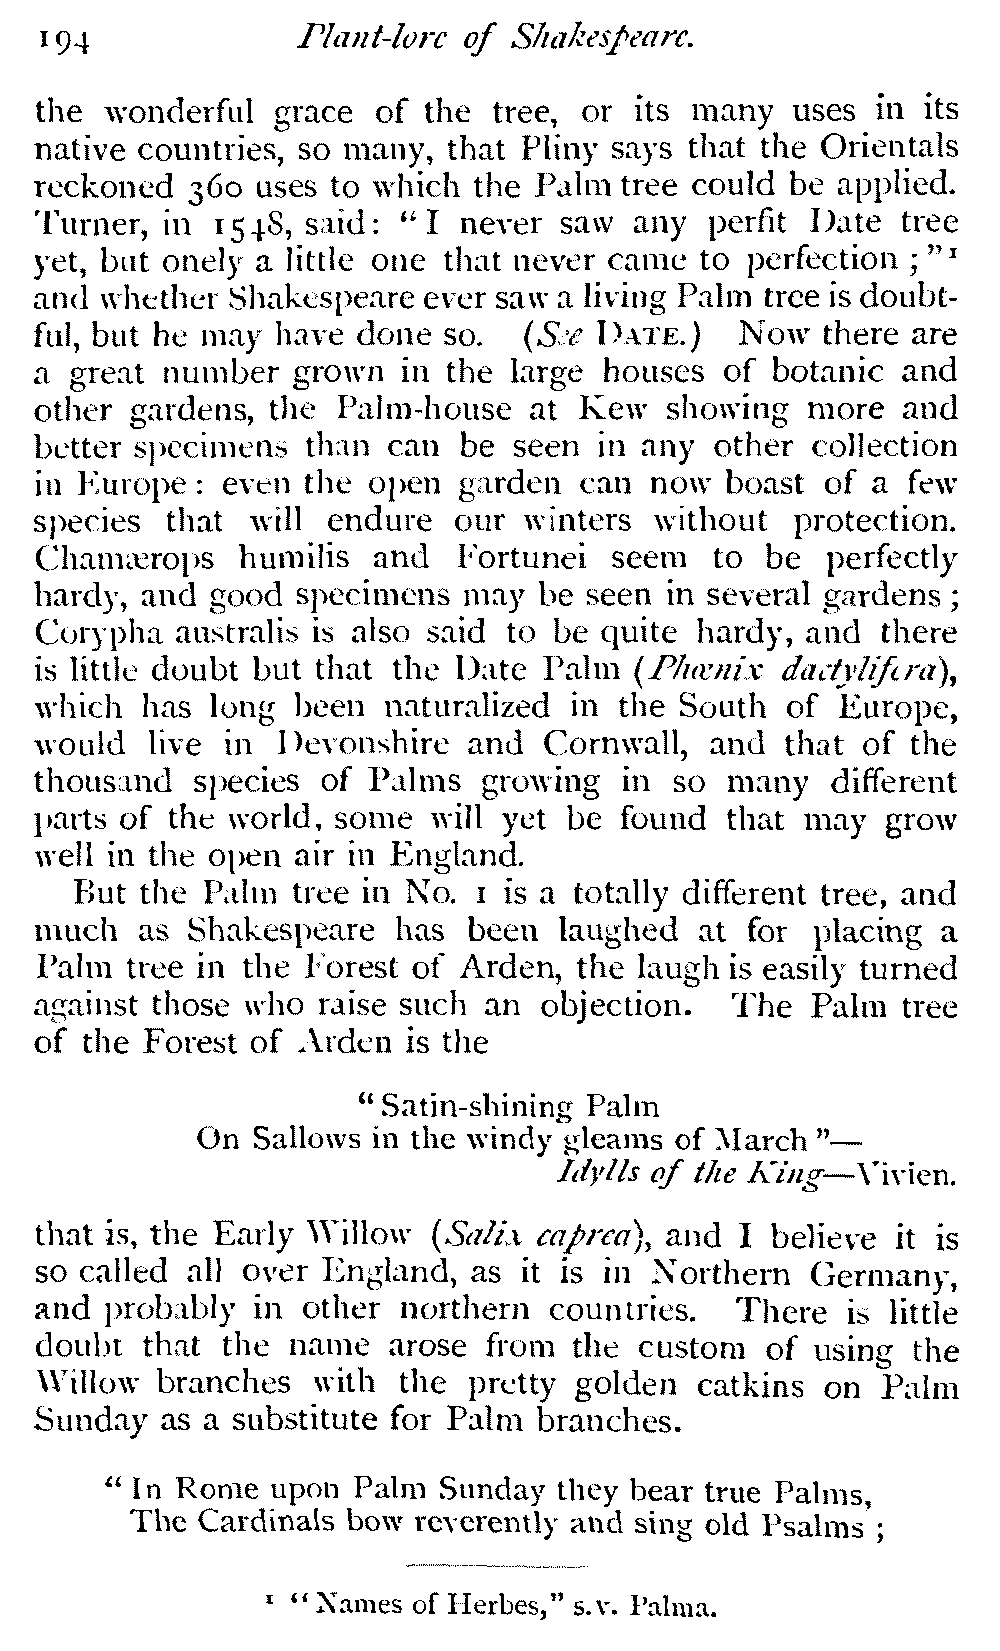 194 Plant-lore of Shakespeare.
the wonderful grace of the tree, or its many uses in its
native countries, so many, that Pliny says that the Orientals
reckoned 360 uses to which the Palm tree could be applied.
Turner, in 1548, said: "I never saw any perfit Date tree
yet, but onely a little one that never came to perfection;"¹
and whether Shakespeare ever saw a living Palm tree is doubt-
ful, but he may have done so. (See DATE.) Now there are
a great number grown in the large houses of botanic and
other gardens, the Palm-house at Kew showing more and
better specimens than can be seen in any other collection
in Europe: even the open garden can now boast of a few
species that will endure our winters without protection.
Chamærops humilis and Fortunei seem to be perfectly
hardy, and good specimens may be seen in several gardens;
Corypha australis is also said to be quite hardy, and there
is little doubt but that the Date Palm (Phœnix dactylifera),
which has long been naturalized in the South of Europe,
would live in Devonshire and Cornwall, and that of the
thousand species of Palms growing in so many different
parts of the world, some will yet be found that may grow
well in the open air in England.
But the Palm tree in No. 1 is a totally different tree, and
much as Shakespeare has been laughed at for placing a
Palm tree in the Forest of Arden, the laugh is easily turned
against those who raise such an objection. The Palm tree
of the Forest of Arden is the
"Satin-shining Palm
On Sallows in the windy gleams of March"—
Idylls of the King—Vivien.
that is, the Early Willow (Salix caprea), and I believe it is
so called all over England, as it is in Northern Germany,
and probably in other northern countries. There is little
doubt that the name arose from the custom of using the
Willow branches with the pretty golden catkins on Palm
Sunday as a substitute for Palm branches.
"In Rome upon Palm Sunday they bear true Palms,
The Cardinals bow reverently and sing old Psalms;
¹ "Names of Herbes," s.v. Palma.